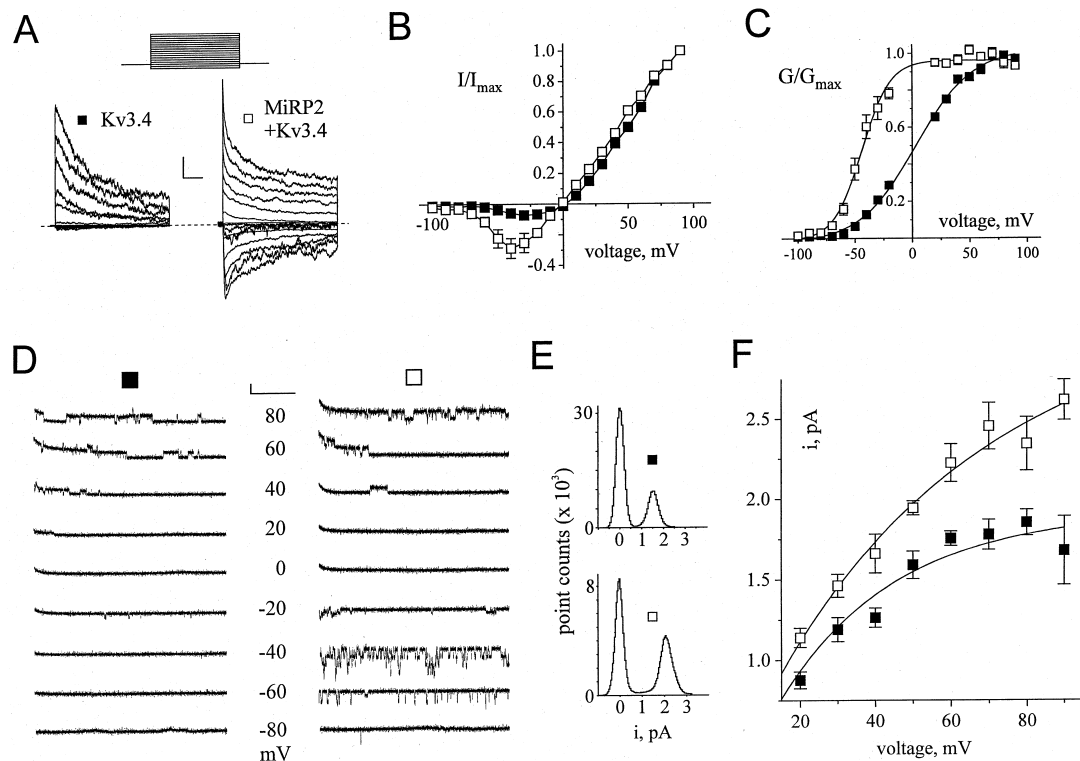 A
Kv3.4
MiRP2
+Kv3.4
B
I/Imax
1.0
0.8
0.6
0.4
0.2
-100
50
100
voltage, mV
-0.4
C
G/Gmax
1.0
0.6
0.2
voltage, mV
-100
-50
0
50
100
D
80
60
40
20
0
-20
-40
-60
-80
mV
E
point counts (x 10³)
30
0
0
1
2
3
8
0
0
1
2
3
i, pA
F
i, pA
2.5
2.0
1.5
1.0
20
40
60
80
voltage, mV